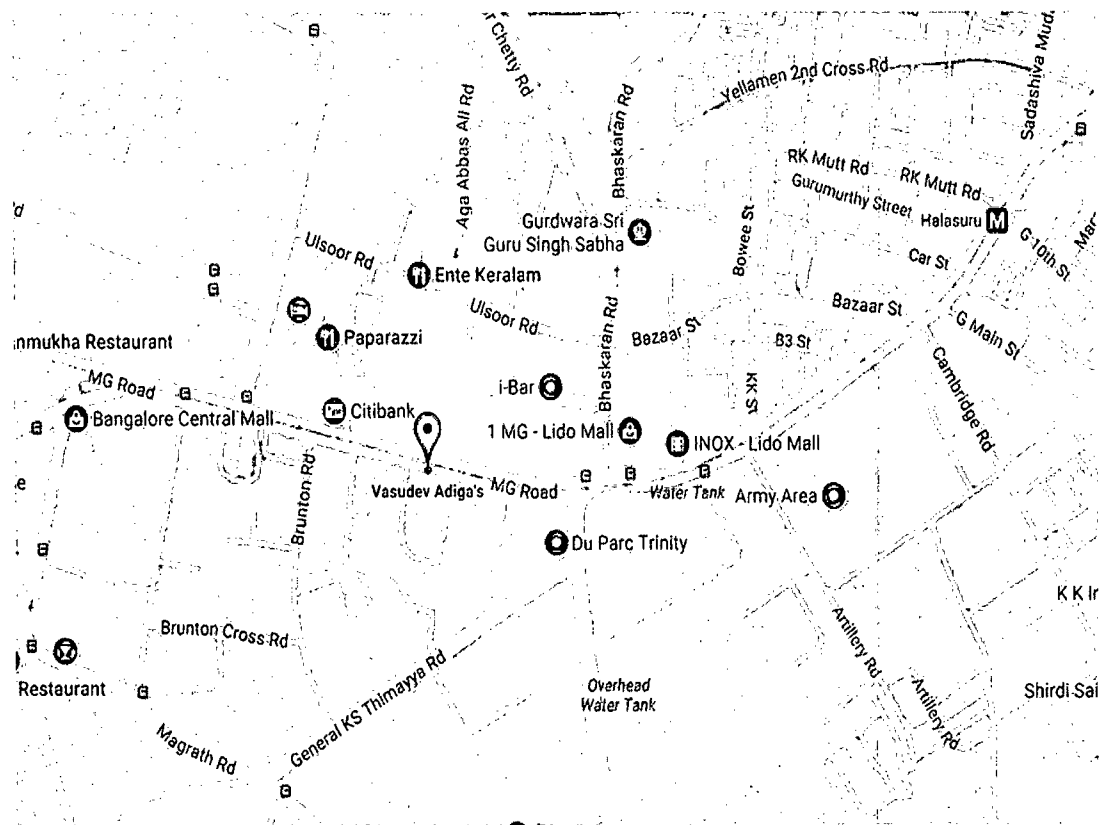 r Chetty Rd
Yellamen 2nd Cross Rd
Sadashiva Mud
Aga Abbas Ali Rd
Bhaskaran Rd
RK Mutt Rd
RK Mutt Rd
Gurumurthy Street
Halasuru
M
G 10th St
Mar
Gurdwara Sri
Guru Singh Sabha
Bowee St
Car St
Ulsoor Rd
Ente Keralam
Ulsoor Rd
Bhaskaran Rd
Bazaar St
Bazaar St
B3 St
G Main St
Paparazzi
nmukha Restaurant
MG Road
Bangalore Central Mall
Citibank
i-Bar
KK St
Cambridge Rd
1 MG - Lido Mall
INOX - Lido Mall
Vasudev Adiga's
MG Road
Water Tank
Army Area
Brunton Rd
Du Parc Trinity
K K Ir
Brunton Cross Rd
Artillery Rd
Restaurant
General KS Thimayya Rd
Overhead
Water Tank
Artillery Rd
Shirdi Sai
Magrath Rd